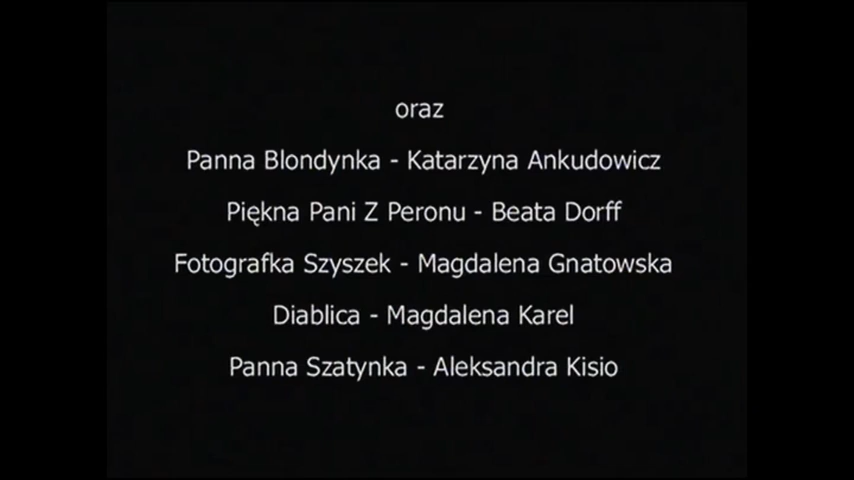 oraz
Panna Blondynka - Katarzyna Ankudowicz
Piękna Pani Z Peronu - Beata Dorff
Fotografka Szyszek - Magdalena Gnatowska
Diablica - Magdalena Karel
Panna Szatynka - Aleksandra Kisio